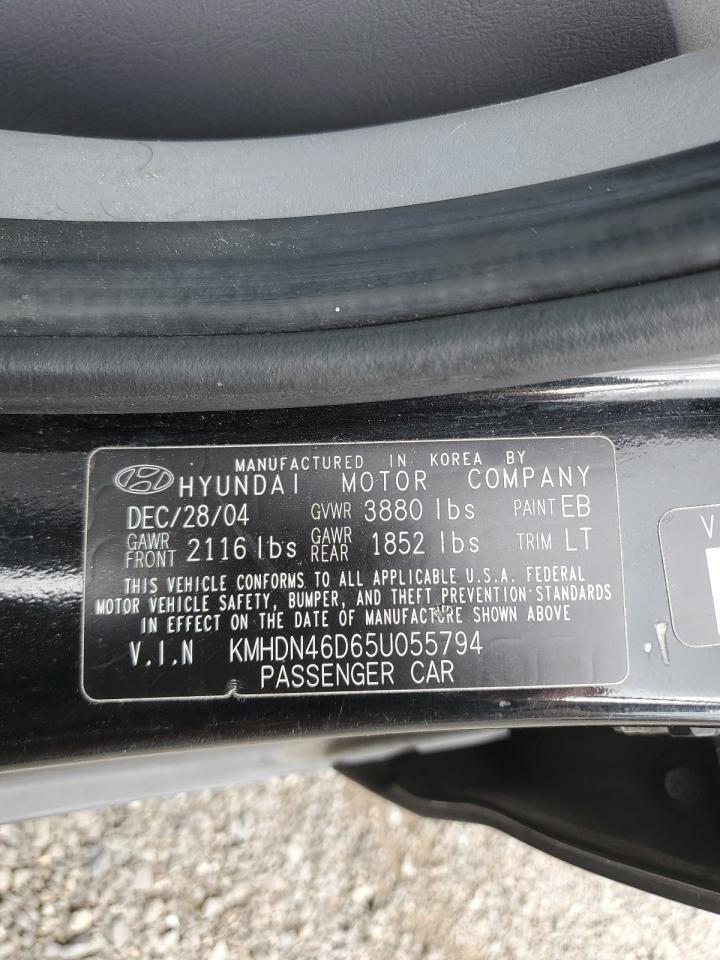 MANUFACTURED IN KOREA BY
HYUNDAI MOTOR COMPANY
DEC/28/04 GVWR 3880 lbs PAINT EB
GAWR FRONT 2116 lbs GAWR REAR 1852 lbs TRIM LT
THIS VEHICLE CONFORMS TO ALL APPLICABLE U.S.A. FEDERAL
MOTOR VEHICLE SAFETY, BUMPER, AND THEFT PREVENTION STANDARDS
IN EFFECT ON THE DATE OF MANUFACTURE SHOWN ABOVE
V.I.N KMHDN46D65U055794
PASSENGER CAR
V